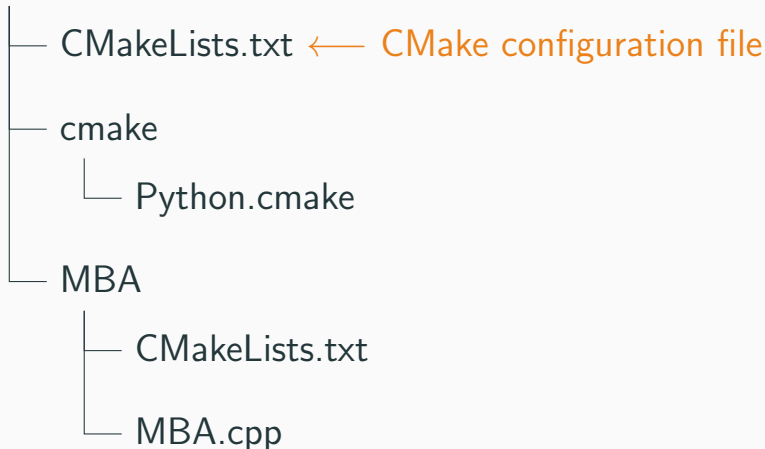 CMakeLists.txt ← CMake configuration file
cmake
Python.cmake
MBA
CMakeLists.txt
MBA.cpp